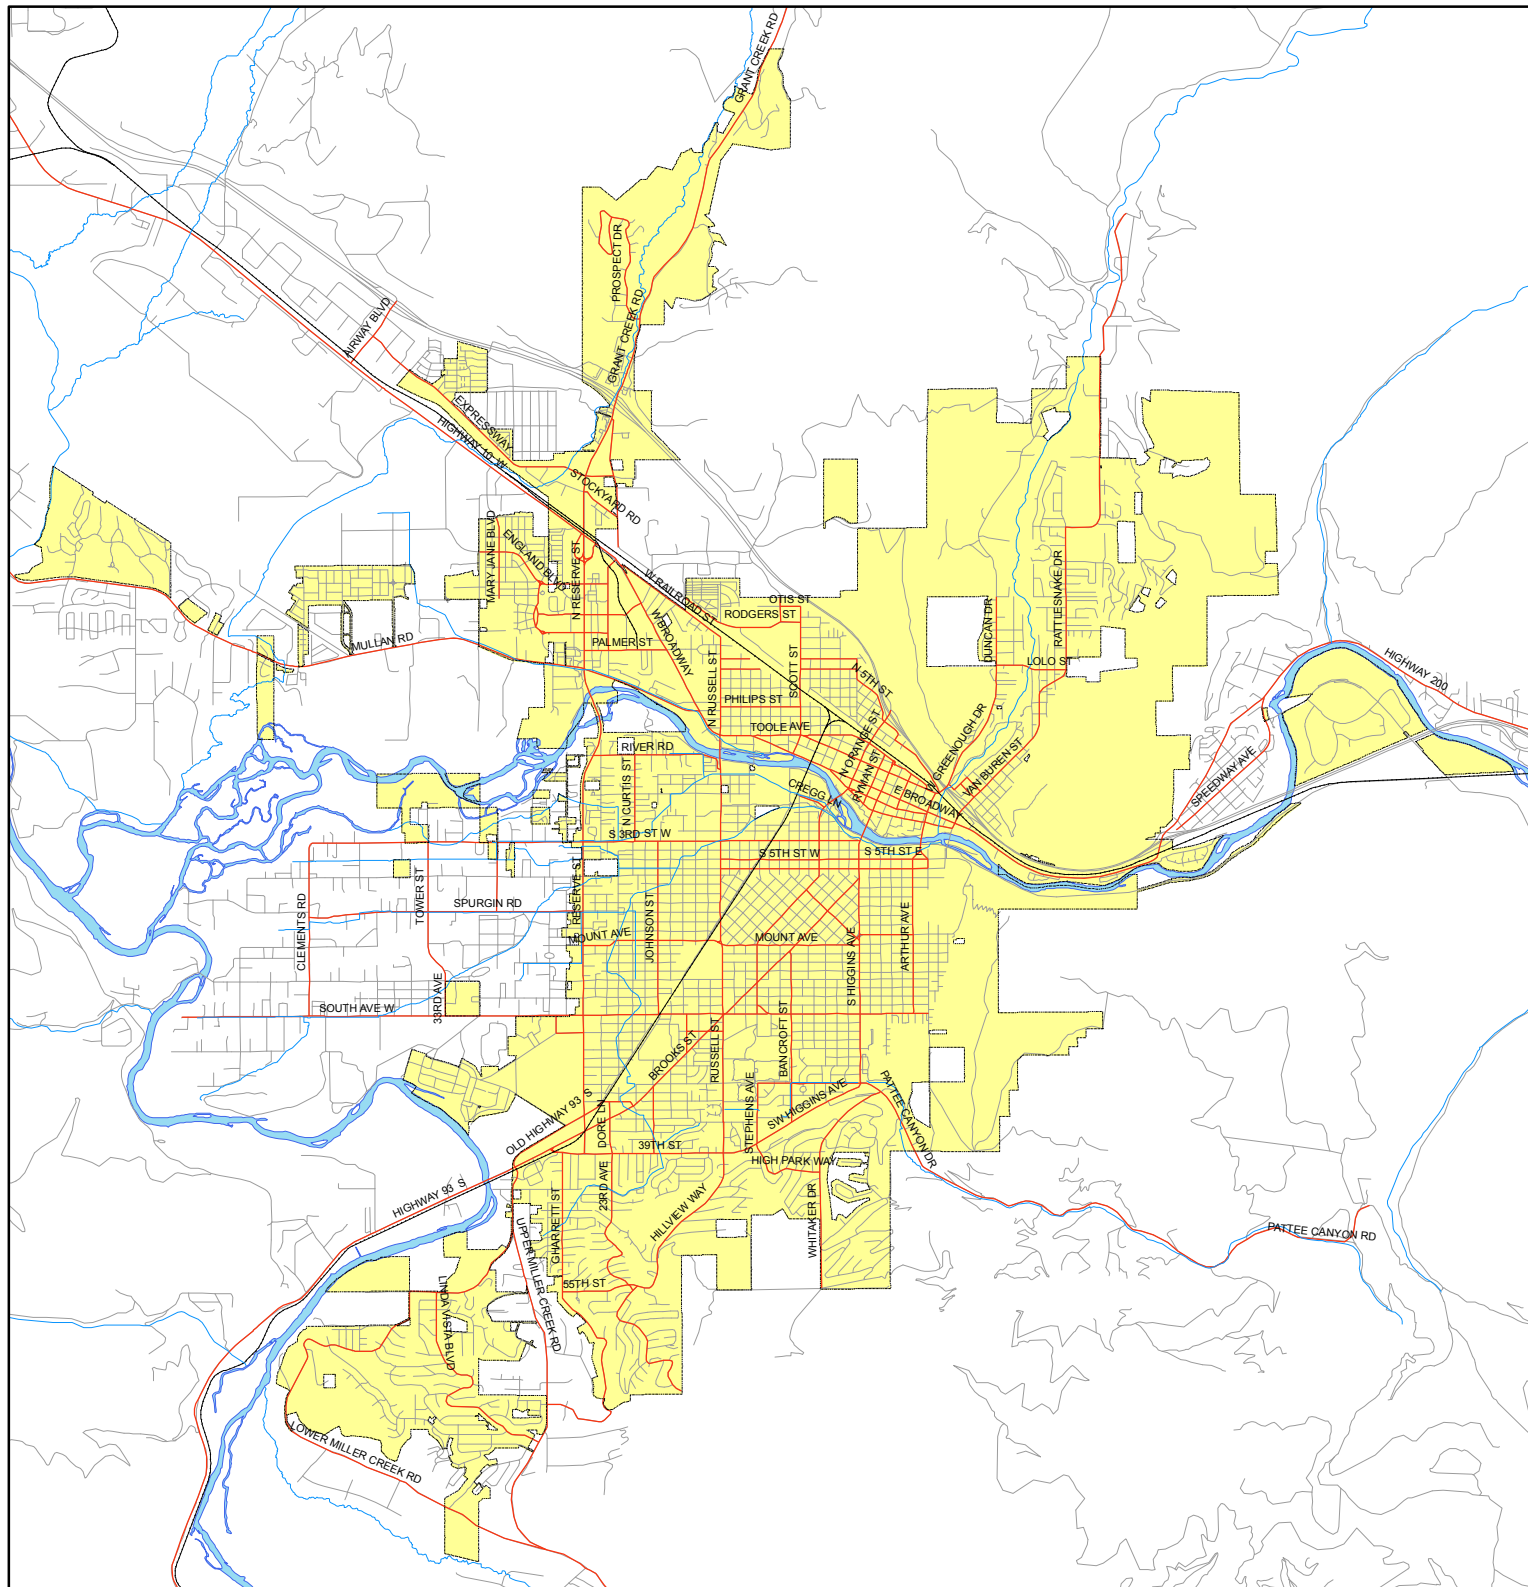 GRANT CREEK RD
PROSPECT DR
GRANT CREEK RD
AIRWAY BLVD
EXPRESSWAY
HIGHWAY 10 W
STOCKYARD RD
MARY JANE BLVD
ENGLAND BLVD
N RESERVE ST
W RAILROAD ST
OTIS ST
RODGERS ST
W BROADWAY
PALMER ST
MULLAN RD
DUNCAN DR
RATTLESNAKE DR
LOLO ST
HIGHWAY 200
N 5TH ST
SCOTT ST
N RUSSELL ST
PHILIPS ST
TOOLE AVE
N ORANGE ST
RYMAN ST
W GREENOUGH DR
VAN BUREN ST
SPEEDWAY AVE
RIVER RD
N CURTIS ST
CREGG LN
E BROADWAY
S 3RD ST W
S 5TH ST W
S 5TH ST E
CLEMENTS RD
TOWER ST
SPURGIN RD
RESERVE ST
MOUNT AVE
JOHNSON ST
MOUNT AVE
S HIGGINS AVE
ARTHUR AVE
SOUTH AVE W
33RD AVE
BROOKS ST
RUSSELL ST
BANCROFT ST
STEPHENS AVE
SW HIGGINS AVE
PATTEE CANYON DR
OLD HIGHWAY 93 S
DORE LN
39TH ST
HIGH PARK WAY
HIGHWAY 93 S
GHARRETT ST
23RD AVE
HILLVIEW WAY
WHITAKER DR
UPPER MILLER CREEK RD
55TH ST
PATTEE CANYON RD
LINDA VISTA BLVD
LOWER MILLER CREEK RD